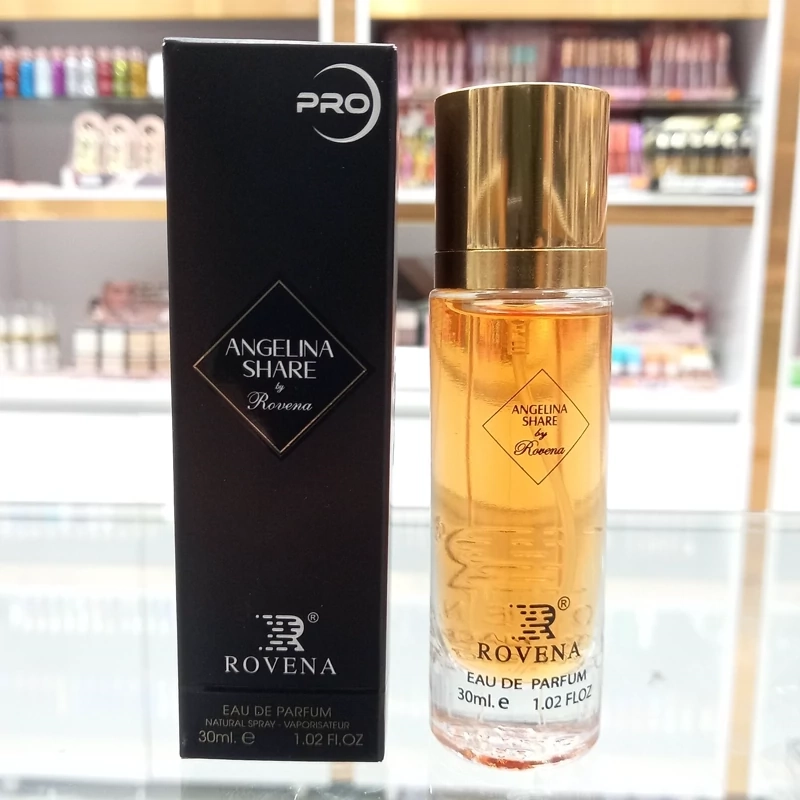 PRO
ANGELINA
SHARE
by
Rovena
R®
ROVENA
EAU DE PARFUM
NATURAL SPRAY - VAPORISATEUR
30ml. e 1.02 Fl.OZ
ANGELINA
SHARE
by
Rovena
R®
ROVENA
EAU DE PARFUM
30ml. e 1.02 FLOZ